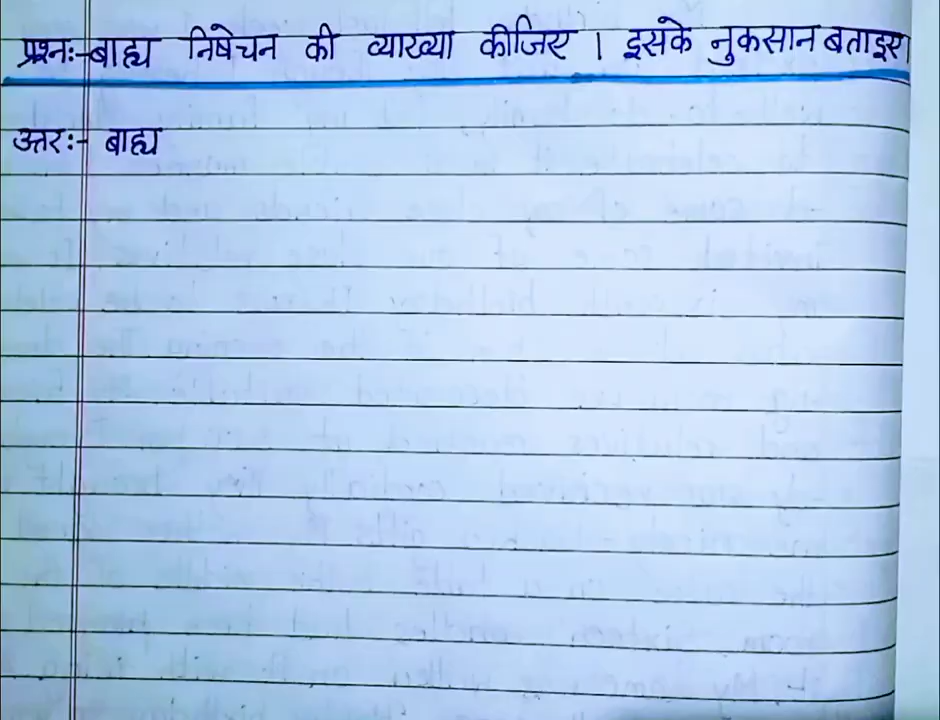 प्रश्नः- बाह्य निषेचन की व्याख्या कीजिए । इसके नुकसान बताइए।
उत्तरः- बाह्य